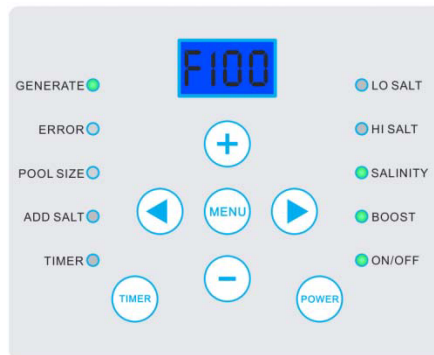 F100
GENERATE
LO SALT
ERROR
HI SALT
POOL SIZE
SALINITY
MENU
ADD SALT
BOOST
TIMER
ON/OFF
TIMER
POWER